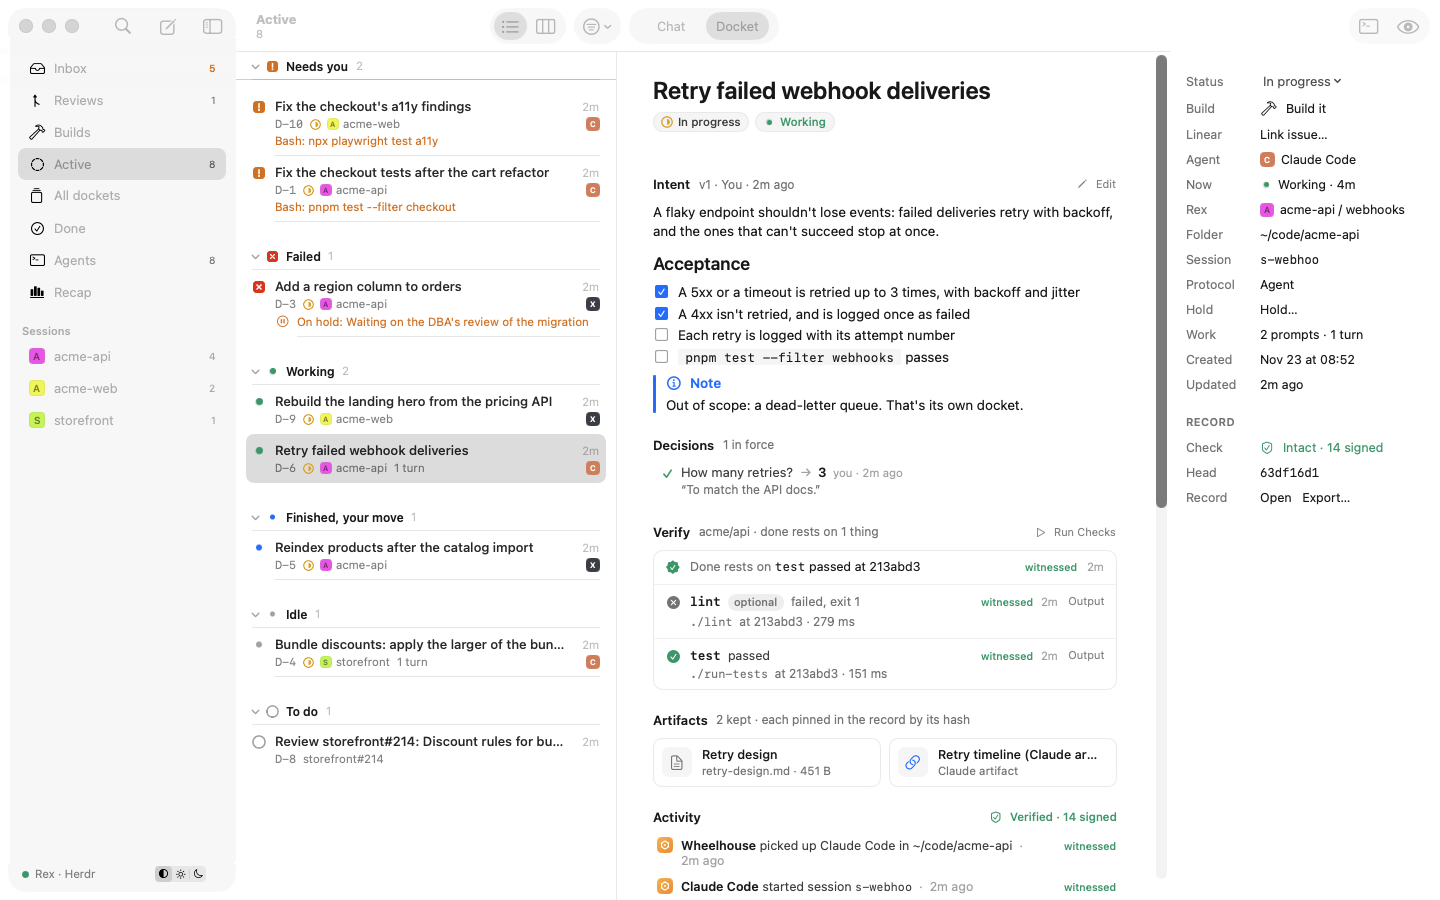 Inbox 5
Reviews 1
Builds
Active 8
All dockets
Done
Agents 8
Recap
Sessions
A acme-api 4
A acme-web 2
S storefront 1
Rex · Herdr
Active
8
Needs you 2
Fix the checkout's a11y findings 2m
D–10 A acme-web C
Bash: npx playwright test a11y
Fix the checkout tests after the cart refactor 2m
D–1 A acme-api C
Bash: pnpm test --filter checkout
Failed 1
Add a region column to orders 2m
D–3 A acme-api X
On hold: Waiting on the DBA's review of the migration
Working 2
Rebuild the landing hero from the pricing API 2m
D–9 A acme-web X
Retry failed webhook deliveries 2m
D–6 A acme-api 1 turn C
Finished, your move 1
Reindex products after the catalog import 2m
D–5 A acme-api X
Idle 1
Bundle discounts: apply the larger of the bun... 2m
D–4 S storefront 1 turn C
To do 1
Review storefront#214: Discount rules for bu... 2m
D–8 storefront#214
Chat Docket
Retry failed webhook deliveries
In progress Working
Intent v1 · You · 2m ago Edit
A flaky endpoint shouldn't lose events: failed deliveries retry with backoff,
and the ones that can't succeed stop at once.
Acceptance
A 5xx or a timeout is retried up to 3 times, with backoff and jitter
A 4xx isn't retried, and is logged once as failed
Each retry is logged with its attempt number
pnpm test --filter webhooks passes
Note
Out of scope: a dead-letter queue. That's its own docket.
Decisions 1 in force
How many retries? → 3 you · 2m ago
“To match the API docs.”
Verify acme/api · done rests on 1 thing Run Checks
Done rests on test passed at 213abd3 witnessed 2m
lint optional failed, exit 1 witnessed 2m Output
./lint at 213abd3 · 279 ms
test passed witnessed 2m Output
./run-tests at 213abd3 · 151 ms
Artifacts 2 kept · each pinned in the record by its hash
Retry design
retry-design.md · 451 B
Retry timeline (Claude ar...
Claude artifact
Activity Verified · 14 signed
Wheelhouse picked up Claude Code in ~/code/acme-api · witnessed
2m ago
Claude Code started session s-webhoo · 2m ago witnessed
Status In progress
Build Build it
Linear Link issue...
Agent C Claude Code
Now Working · 4m
Rex A acme-api / webhooks
Folder ~/code/acme-api
Session s-webhoo
Protocol Agent
Hold Hold...
Work 2 prompts · 1 turn
Created Nov 23 at 08:52
Updated 2m ago
RECORD
Check Intact · 14 signed
Head 63df16d1
Record Open Export...